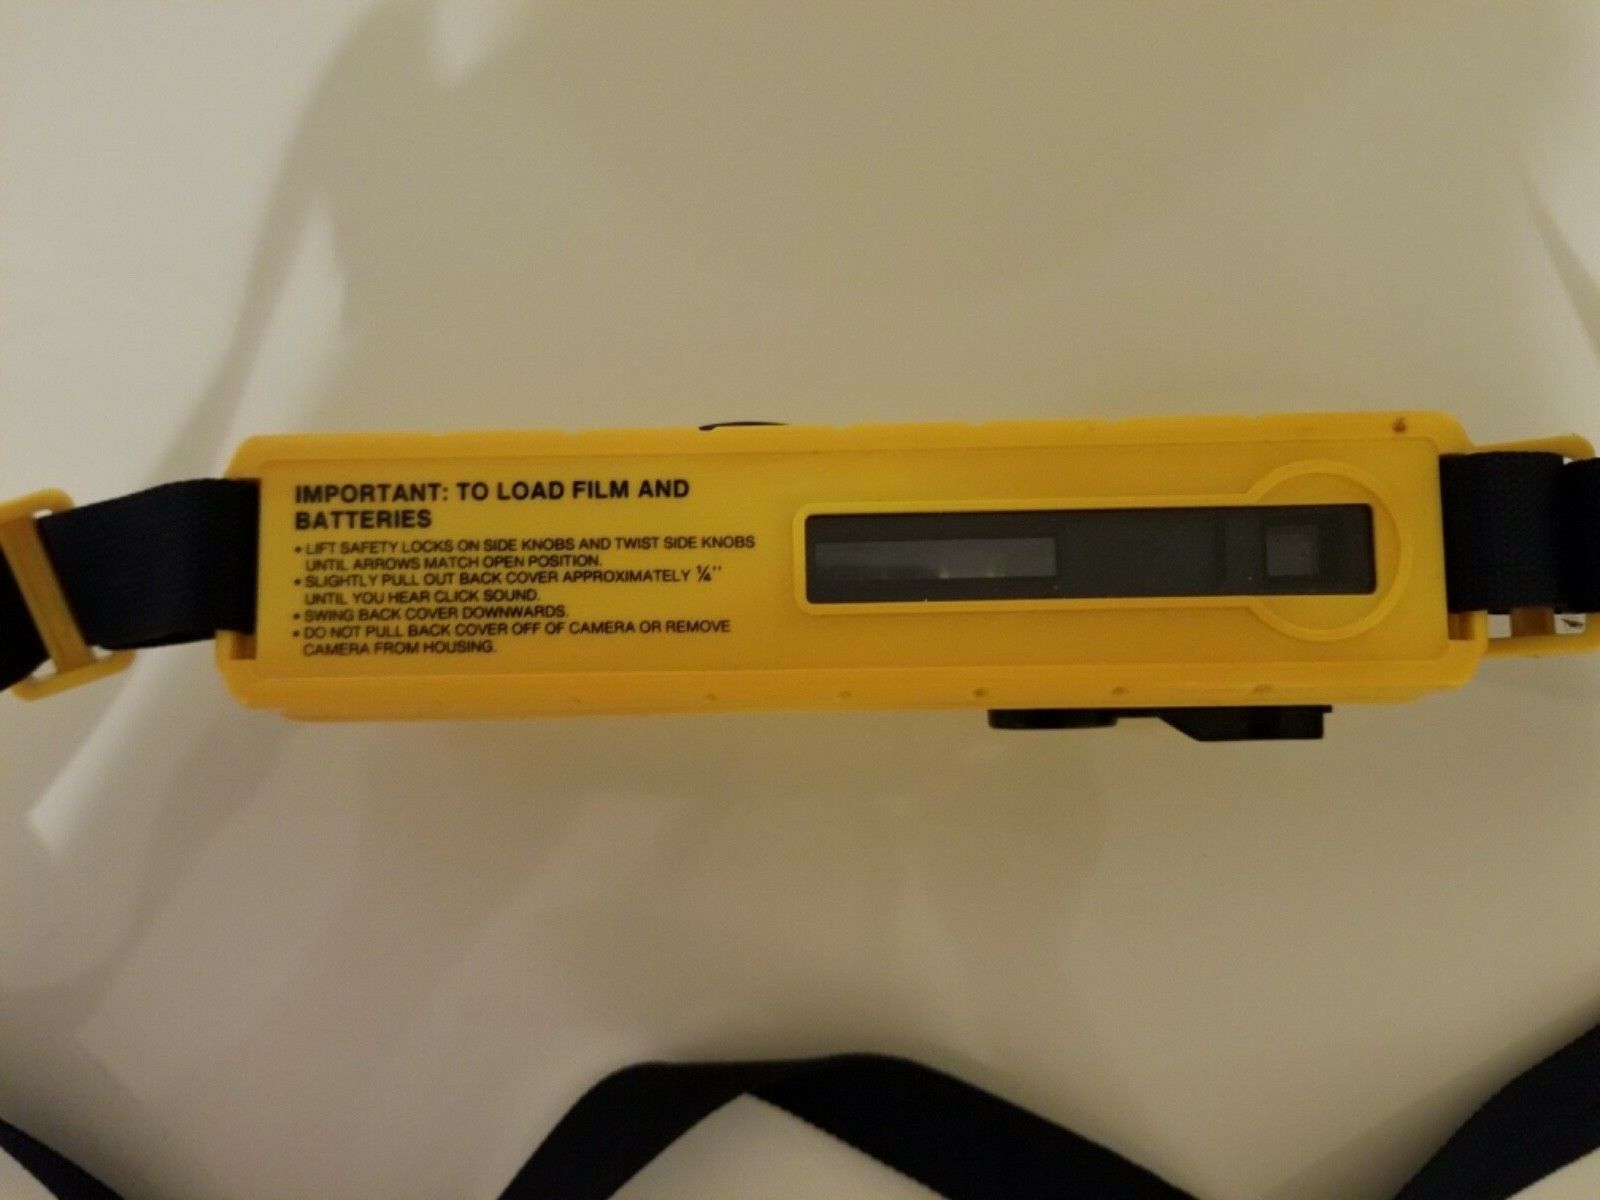 IMPORTANT: TO LOAD FILM AND
BATTERIES
• LIFT SAFETY LOCKS ON SIDE KNOBS AND TWIST SIDE KNOBS
UNTIL ARROWS MATCH OPEN POSITION.
• SLIGHTLY PULL OUT BACK COVER APPROXIMATELY ¼''
UNTIL YOU HEAR CLICK SOUND.
• SWING BACK COVER DOWNWARDS.
• DO NOT PULL BACK COVER OFF OF CAMERA OR REMOVE
CAMERA FROM HOUSING.